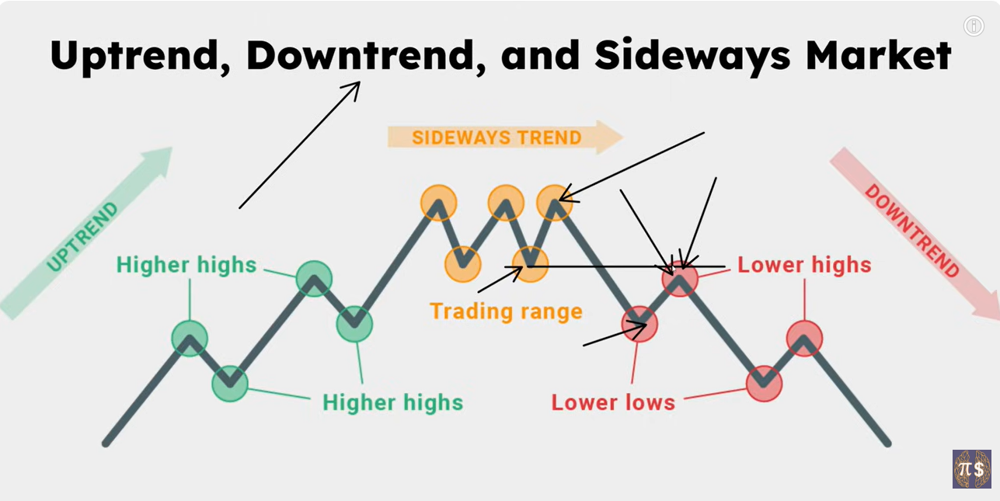 Uptrend, Downtrend, and Sideways Market
SIDEWAYS TREND
UPTREND
DOWNTREND
Higher highs
Lower highs
Trading range
Higher highs
Lower lows
π $